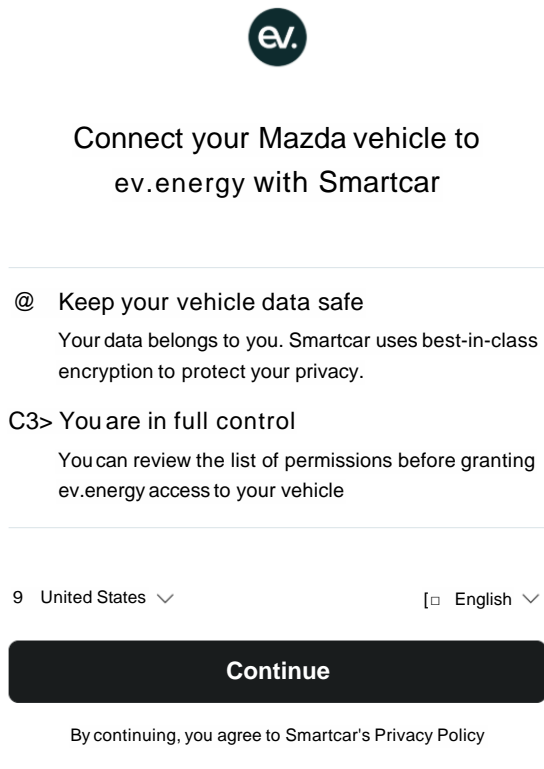 ev.
Connect your Mazda vehicle to
ev.energy with Smartcar
@ Keep your vehicle data safe
Your data belongs to you. Smartcar uses best-in-class
encryption to protect your privacy.
C3> You are in full control
You can review the list of permissions before granting
ev.energy access to your vehicle
9 United States
[□ English
Continue
By continuing, you agree to Smartcar's Privacy Policy